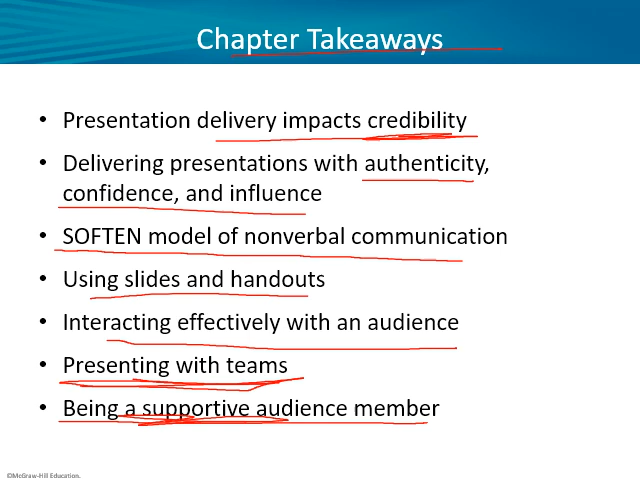 Chapter Takeaways
• Presentation delivery impacts credibility
• Delivering presentations with authenticity,
confidence, and influence
• SOFTEN model of nonverbal communication
• Using slides and handouts
• Interacting effectively with an audience
• Presenting with teams
• Being a supportive audience member
©McGraw-Hill Education.